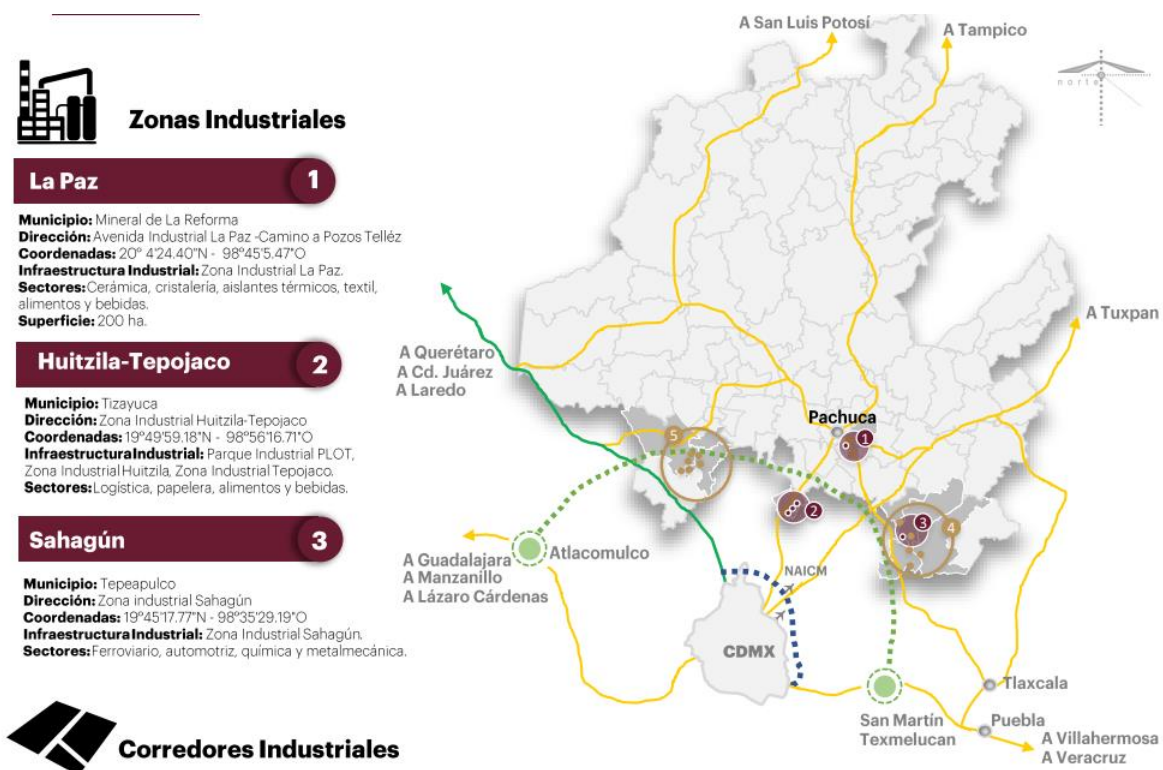 Zonas Industriales
La Paz 1
Municipio: Mineral de La Reforma
Dirección: Avenida Industrial La Paz -Camino a Pozos Telléz
Coordenadas: 20° 4'24.40"N - 98°45'5.47"O
Infraestructura Industrial: Zona Industrial La Paz.
Sectores: Cerámica, cristalería, aislantes térmicos, textil,
alimentos y bebidas.
Superficie: 200 ha.
Huitzila-Tepojaco 2
Municipio: Tizayuca
Dirección: Zona Industrial Huitzila-Tepojaco
Coordenadas: 19°49'59.18"N - 98°56'16.71"O
Infraestructura Industrial: Parque Industrial PLOT,
Zona Industrial Huitzila, Zona Industrial Tepojaco.
Sectores: Logística, papelera, alimentos y bebidas.
Sahagún 3
Municipio: Tepeapulco
Dirección: Zona industrial Sahagún
Coordenadas: 19°45'17.77"N - 98°35'29.19"O
Infraestructura Industrial: Zona Industrial Sahagún.
Sectores: Ferroviario, automotriz, química y metalmecánica.
Corredores Industriales
A San Luis Potosí
A Tampico
norte
A Tuxpan
A Querétaro
A Cd. Juárez
A Laredo
Pachuca
1
5
2
3
4
Atlacomulco
A Guadalajara
A Manzanillo
A Lázaro Cárdenas
NAICM
CDMX
Tlaxcala
San Martín
Texmelucan
Puebla
A Villahermosa
A Veracruz